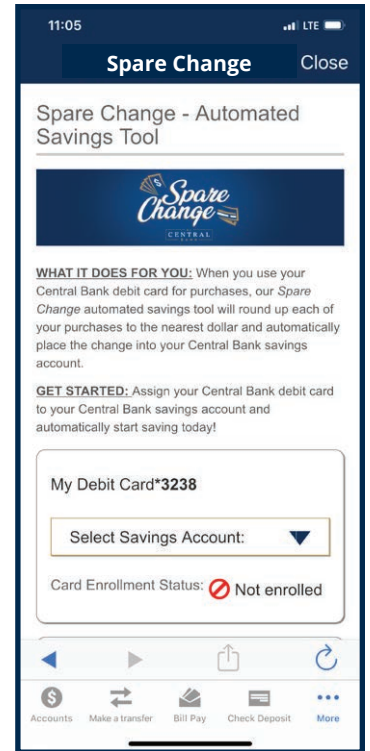 11:05 LTE
Spare Change Close
Spare Change - Automated
Savings Tool
Spare
Change
CENTRAL
BANK
WHAT IT DOES FOR YOU: When you use your
Central Bank debit card for purchases, our Spare
Change automated savings tool will round up each of
your purchases to the nearest dollar and automatically
place the change into your Central Bank savings
account.
GET STARTED: Assign your Central Bank debit card
to your Central Bank savings account and
automatically start saving today!
My Debit Card*3238
Select Savings Account:
Card Enrollment Status: Not enrolled
Accounts Make a transfer Bill Pay Check Deposit More